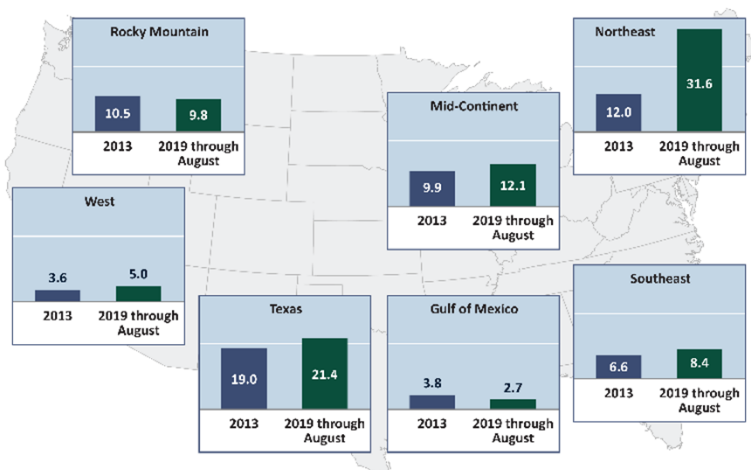 Rocky Mountain
10.5
9.8
2013
2019 through
August
Northeast
12.0
31.6
2013
2019 through
August
Mid-Continent
9.9
12.1
2013
2019 through
August
West
3.6
5.0
2013
2019 through
August
Texas
19.0
21.4
2013
2019 through
August
Gulf of Mexico
3.8
2.7
2013
2019 through
August
Southeast
6.6
8.4
2013
2019 through
August